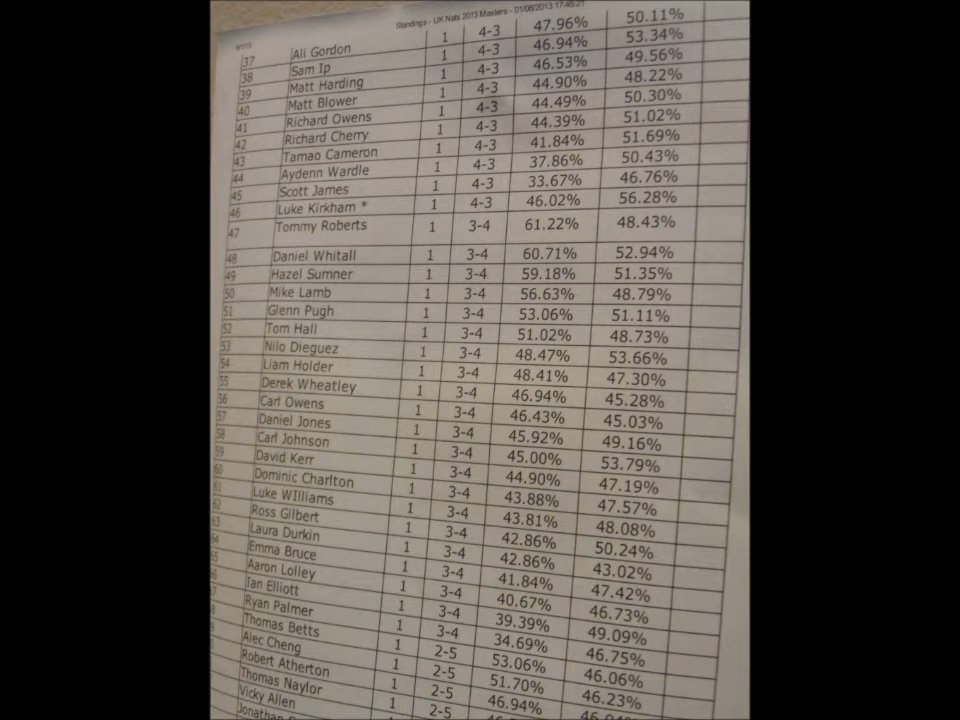 Standings - UK Nats 2013 Masters - 01/06/2013 17:45:21
37 Ali Gordon 1 4-3 47.96% 50.11%
38 Sam Ip 1 4-3 46.94% 53.34%
39 Matt Harding 1 4-3 46.53% 49.56%
40 Matt Blower 1 4-3 44.90% 48.22%
41 Richard Owens 1 4-3 44.49% 50.30%
42 Richard Cherry 1 4-3 44.39% 51.02%
43 Tamao Cameron 1 4-3 41.84% 51.69%
44 Aydenn Wardle 1 4-3 37.86% 50.43%
45 Scott James 1 4-3 33.67% 46.76%
46 Luke Kirkham * 1 4-3 46.02% 56.28%
47 Tommy Roberts 1 3-4 61.22% 48.43%
48 Daniel Whitall 1 3-4 60.71% 52.94%
49 Hazel Sumner 1 3-4 59.18% 51.35%
50 Mike Lamb 1 3-4 56.63% 48.79%
51 Glenn Pugh 1 3-4 53.06% 51.11%
52 Tom Hall 1 3-4 51.02% 48.73%
53 Nilo Dieguez 1 3-4 48.47% 53.66%
54 Liam Holder 1 3-4 48.41% 47.30%
55 Derek Wheatley 1 3-4 46.94% 45.28%
56 Carl Owens 1 3-4 46.43% 45.03%
57 Daniel Jones 1 3-4 45.92% 49.16%
58 Carl Johnson 1 3-4 45.00% 53.79%
59 David Kerr 1 3-4 44.90% 47.19%
60 Dominic Charlton 1 3-4 43.88% 47.57%
61 Luke WIlliams 1 3-4 43.81% 48.08%
62 Ross Gilbert 1 3-4 42.86% 50.24%
63 Laura Durkin 1 3-4 42.86% 43.02%
Emma Bruce 1 3-4 41.84% 47.42%
Aaron Lolley 1 3-4 40.67% 46.73%
Ian Elliott 1 3-4 39.39% 49.09%
Ryan Palmer 1 3-4 34.69% 46.75%
Thomas Betts 1 2-5 53.06% 46.06%
Alec Cheng 1 2-5 51.70% 46.23%
Robert Atherton 1 2-5 46.94%
Thomas Naylor 1 2-5
Vicky Allen
Jonathan